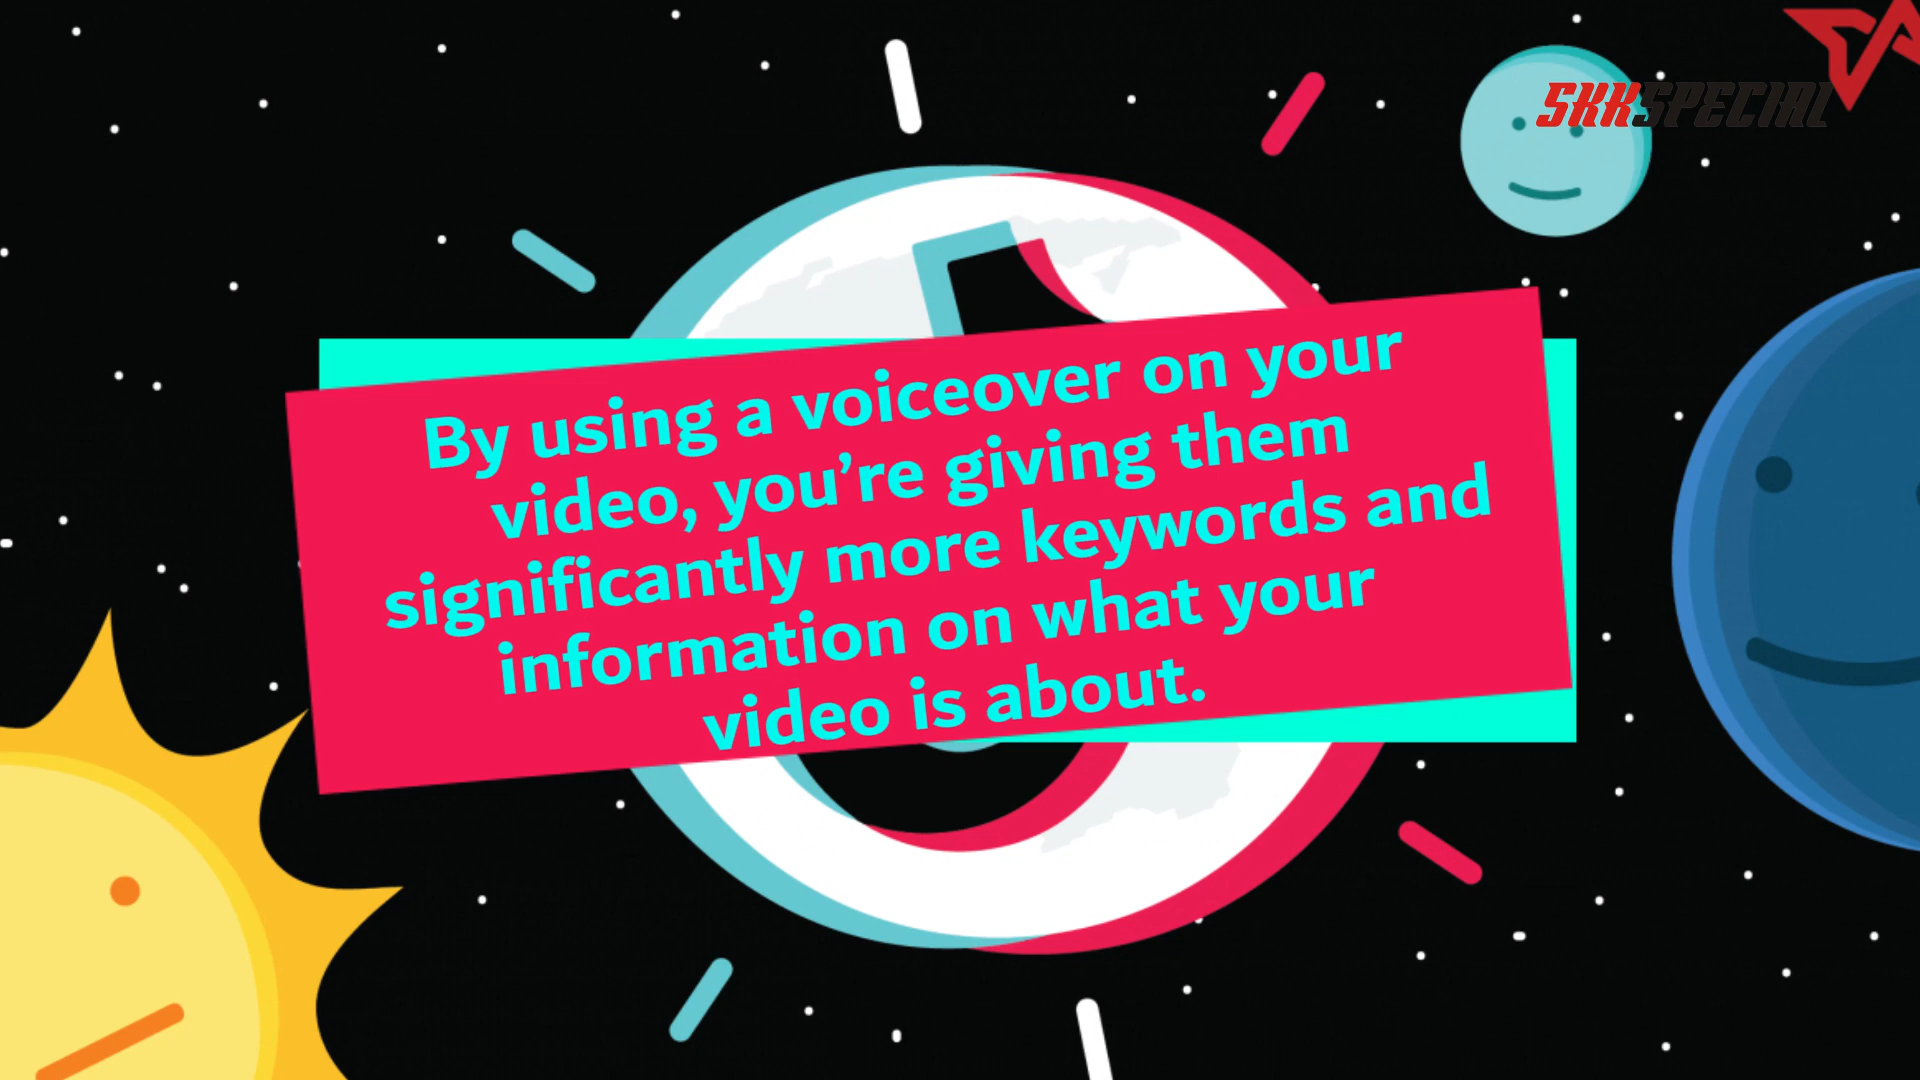 SKKSPECIAL
By using a voiceover on your
video, you’re giving them
significantly more keywords and
information on what your
video is about.